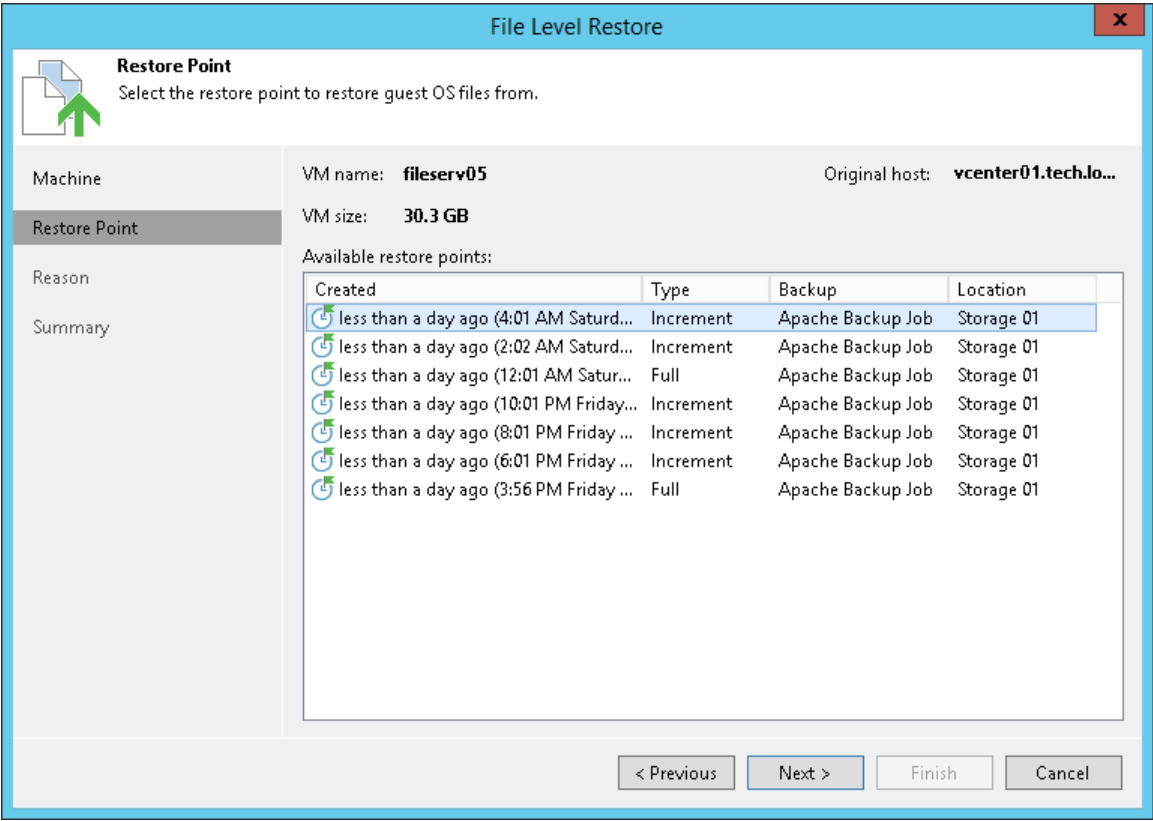 File Level Restore
x
Restore Point
Select the restore point to restore guest OS files from.
Machine
Restore Point
Reason
Summary
VM name: fileserv05 Original host: vcenter01.tech.lo...
VM size: 30.3 GB
Available restore points:
Created Type Backup Location
less than a day ago (4:01 AM Saturd... Increment Apache Backup Job Storage 01
less than a day ago (2:02 AM Saturd... Increment Apache Backup Job Storage 01
less than a day ago (12:01 AM Satur... Full Apache Backup Job Storage 01
less than a day ago (10:01 PM Friday... Increment Apache Backup Job Storage 01
less than a day ago (8:01 PM Friday ... Increment Apache Backup Job Storage 01
less than a day ago (6:01 PM Friday ... Increment Apache Backup Job Storage 01
less than a day ago (3:56 PM Friday ... Full Apache Backup Job Storage 01
< Previous Next > Finish Cancel